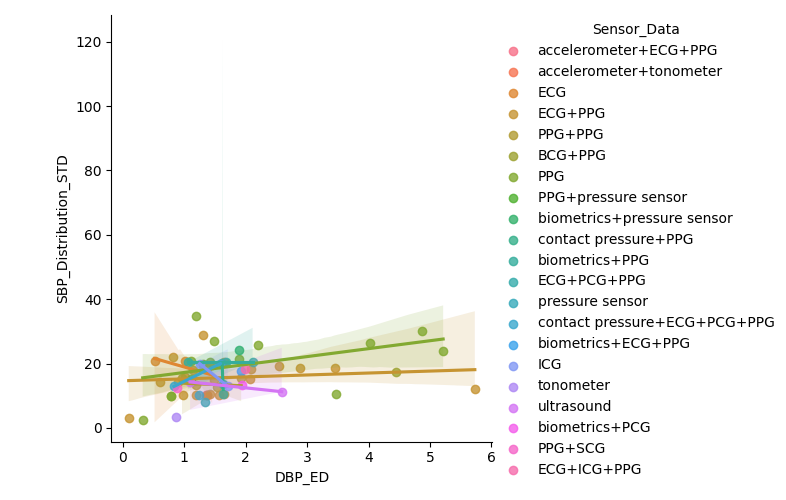 SBP_Distribution_STD
120
100
80
60
40
20
0
0 1 2 3 4 5 6
DBP_ED
Sensor_Data
accelerometer+ECG+PPG
accelerometer+tonometer
ECG
ECG+PPG
PPG+PPG
BCG+PPG
PPG
PPG+pressure sensor
biometrics+pressure sensor
contact pressure+PPG
biometrics+PPG
ECG+PCG+PPG
pressure sensor
contact pressure+ECG+PCG+PPG
biometrics+ECG+PPG
ICG
tonometer
ultrasound
biometrics+PCG
PPG+SCG
ECG+ICG+PPG